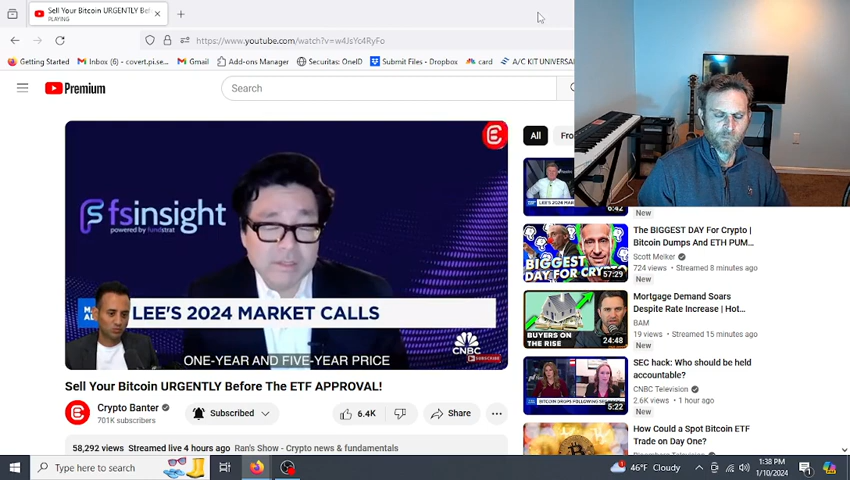 Sell Your Bitcoin URGENTLY Bef
PLAYING
https://www.youtube.com/watch?v=w4JsYc4RyFo
Getting Started
Inbox (6) - covert.pi.se...
Gmail
Add-ons Manager
Securitas: OneID
Submit Files - Dropbox
card
A/C KIT UNIVERSAL
Premium
Search
fsinsight
powered by fundstrat
LEE'S 2024 MARKET CALLS
CNBC
SUBSCRIBE
ONE-YEAR AND FIVE-YEAR PRICE
Sell Your Bitcoin URGENTLY Before The ETF APPROVAL!
Crypto Banter
701K subscribers
Subscribed
6.4K
Share
58,292 views Streamed live 4 hours ago Ran's Show - Crypto news & fundamentals
All
Fro
6:42
New
BIGGEST
DAY FOR CRYPTO
57:29
The BIGGEST DAY For Crypto |
Bitcoin Dumps And ETH PUM...
Scott Melker
724 views • Streamed 8 minutes ago
New
BUYERS
ON THE RISE
24:48
Mortgage Demand Soars
Despite Rate Increase | Hot...
BAM
339 views • Streamed 15 minutes ago
New
5:22
SEC hack: Who should be held
accountable?
CNBC Television
2.6K views • 1 hour ago
New
How Could a Spot Bitcoin ETF
Trade on Day One?
Type here to search
46°F Cloudy
1:38 PM
1/10/2024